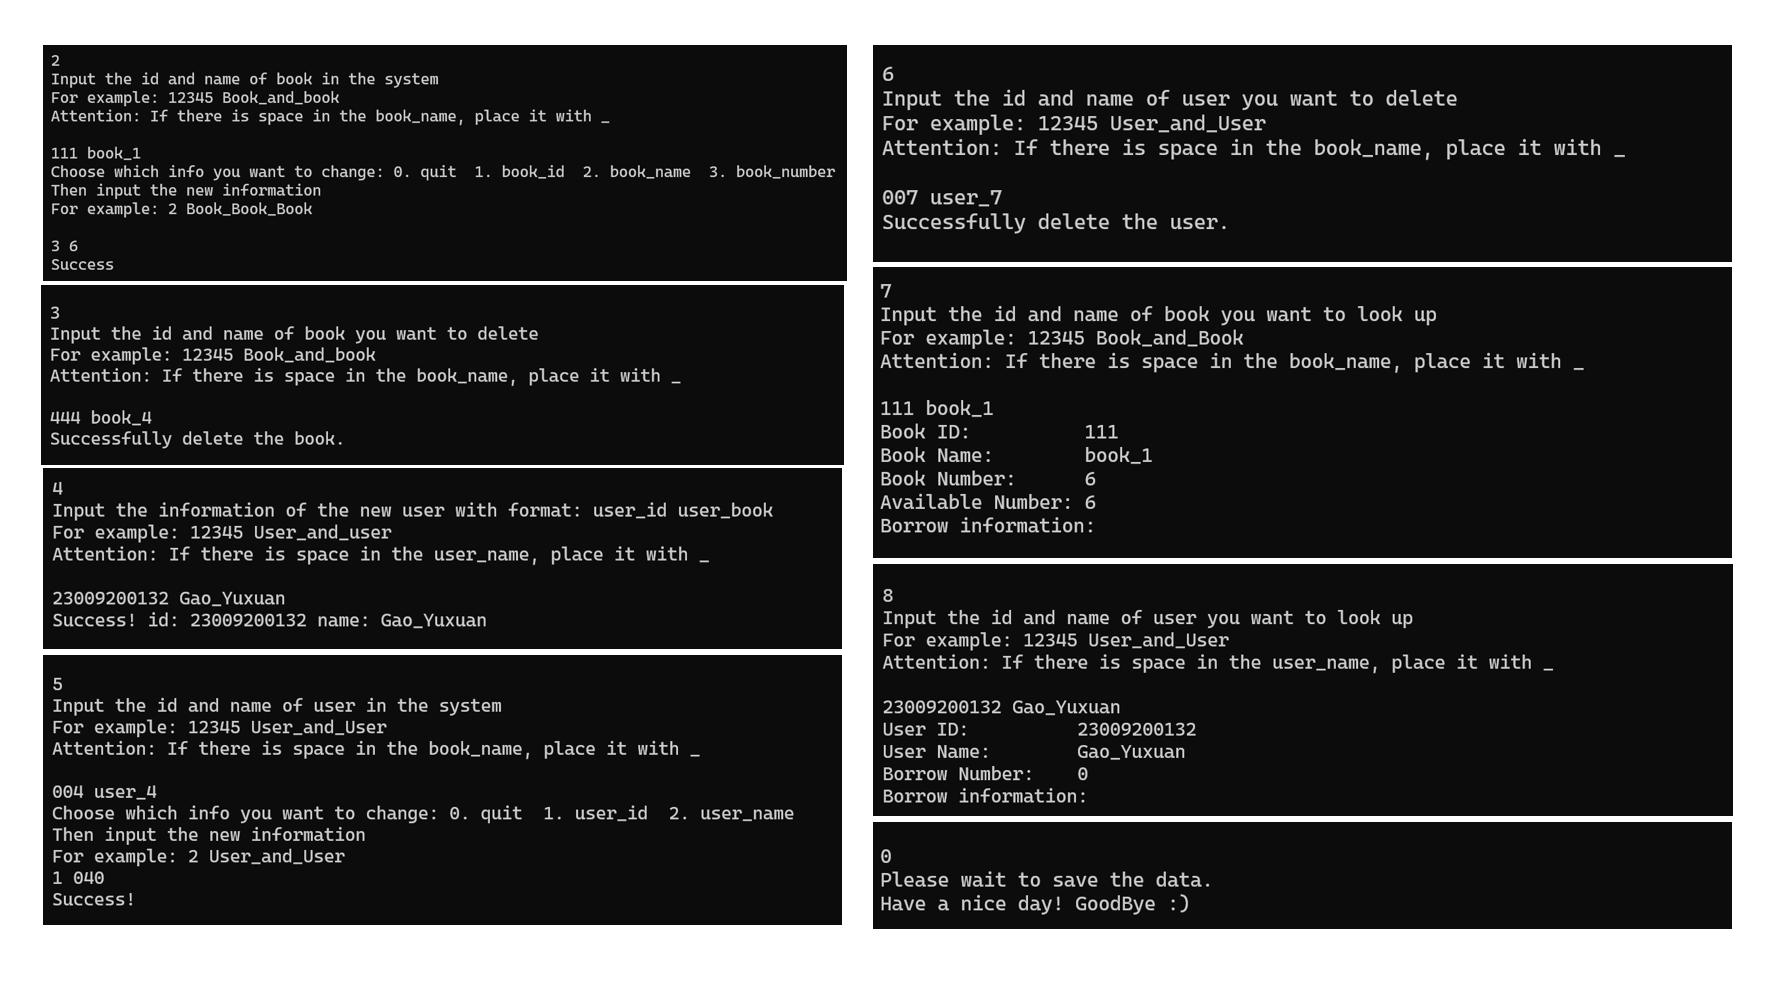 2
Input the id and name of book in the system
For example: 12345 Book_and_book
Attention: If there is space in the book_name, place it with _
111 book_1
Choose which info you want to change: 0. quit  1. book_id  2. book_name  3. book_number
Then input the new information
For example: 2 Book_Book_Book
3 6
Success
3
Input the id and name of book you want to delete
For example: 12345 Book_and_book
Attention: If there is space in the book_name, place it with _
444 book_4
Successfully delete the book.
4
Input the information of the new user with format: user_id user_book
For example: 12345 User_and_user
Attention: If there is space in the user_name, place it with _
23009200132 Gao_Yuxuan
Success! id: 23009200132 name: Gao_Yuxuan
5
Input the id and name of user in the system
For example: 12345 User_and_User
Attention: If there is space in the book_name, place it with _
004 user_4
Choose which info you want to change: 0. quit  1. user_id  2. user_name
Then input the new information
For example: 2 User_and_User
1 040
Success!
6
Input the id and name of user you want to delete
For example: 12345 User_and_User
Attention: If there is space in the book_name, place it with _
007 user_7
Successfully delete the user.
7
Input the id and name of book you want to look up
For example: 12345 Book_and_Book
Attention: If there is space in the book_name, place it with _
111 book_1
Book ID:          111
Book Name:        book_1
Book Number:      6
Available Number: 6
Borrow information:
8
Input the id and name of user you want to look up
For example: 12345 User_and_User
Attention: If there is space in the user_name, place it with _
23009200132 Gao_Yuxuan
User ID:          23009200132
User Name:        Gao_Yuxuan
Borrow Number:    0
Borrow information:
0
Please wait to save the data.
Have a nice day! GoodBye :)